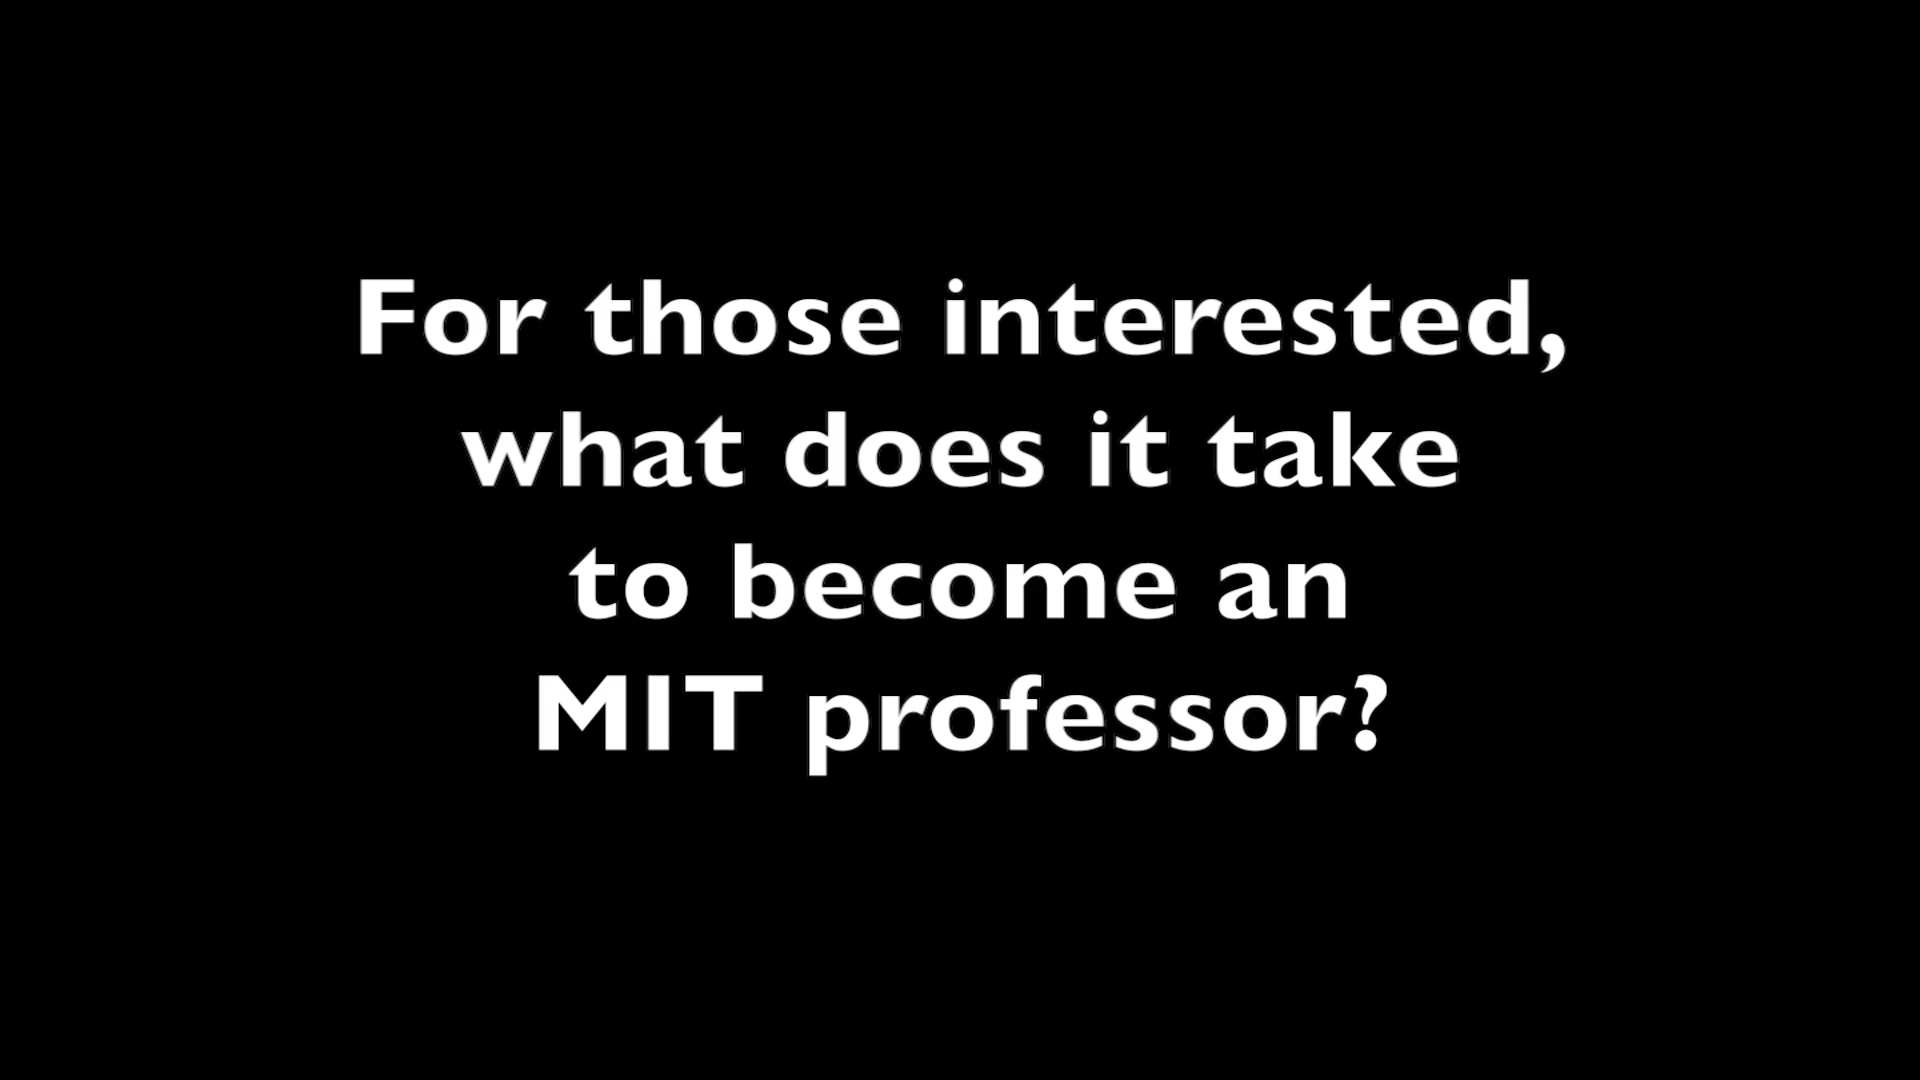 For those interested,
what does it take
to become an
MIT professor?